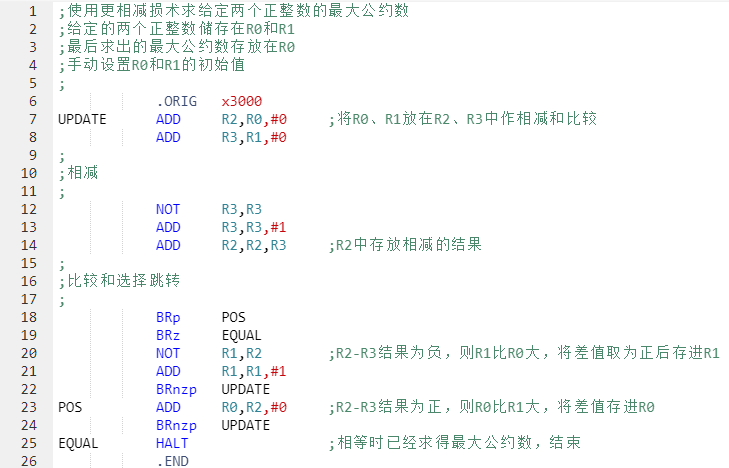 1 ;使用更相减损术求给定两个正整数的最大公约数
2 ;给定的两个正整数储存在R0和R1
3 ;最后求出的最大公约数存放在R0
4 ;手动设置R0和R1的初始值
5 ;
6 .ORIG x3000
7 UPDATE ADD R2,R0,#0 ;将R0、R1放在R2、R3中作相减和比较
8 ADD R3,R1,#0
9 ;
10 ;相减
11 ;
12 NOT R3,R3
13 ADD R3,R3,#1
14 ADD R2,R2,R3 ;R2中存放相减的结果
15 ;
16 ;比较和选择跳转
17 ;
18 BRp POS
19 BRz EQUAL
20 NOT R1,R2 ;R2-R3结果为负，则R1比R0大，将差值取为正后存进R1
21 ADD R1,R1,#1
22 BRnzp UPDATE
23 POS ADD R0,R2,#0 ;R2-R3结果为正，则R0比R1大，将差值存进R0
24 BRnzp UPDATE
25 EQUAL HALT ;相等时已经求得最大公约数，结束
26 .END